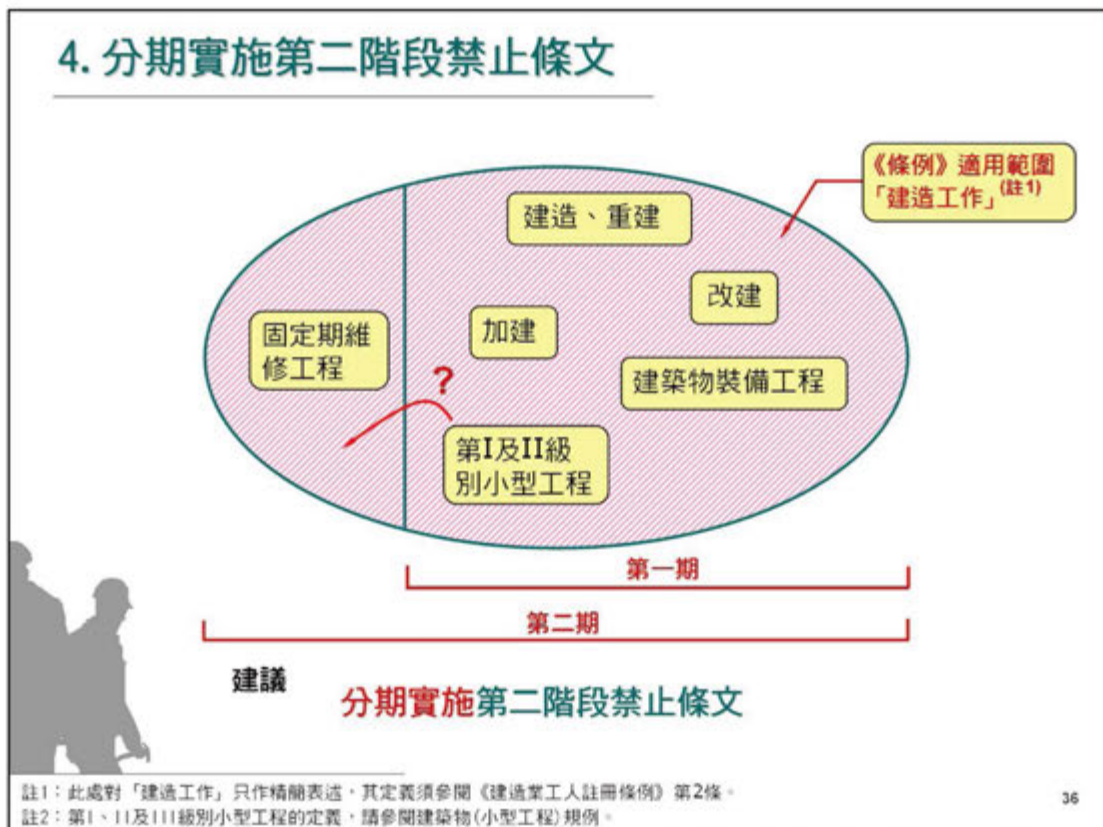 4. 分期實施第二階段禁止條文
《條例》適用範圍
「建造工作」(註1)
建造、重建
改建
加建
固定期維
修工程
建築物裝備工程
?
第I及II級
別小型工程
第一期
第二期
建議
分期實施第二階段禁止條文
註1：此處對「建造工作」只作精簡表述，其定義須參閱《建造業工人註冊條例》第2條。
註2：第I、II及III級別小型工程的定義，請參閱建築物(小型工程)規例。
36